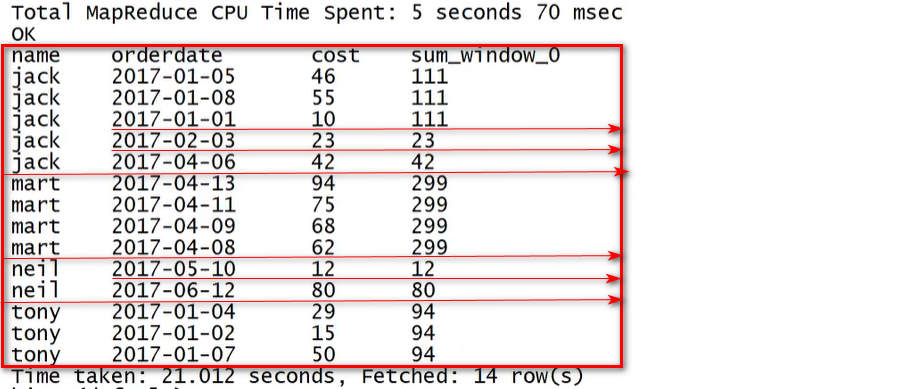 Total MapReduce CPU Time Spent: 5 seconds 70 msec
OK
name orderdate cost sum_window_0
jack 2017-01-05 46 111
jack 2017-01-08 55 111
jack 2017-01-01 10 111
jack 2017-02-03 23 23
jack 2017-04-06 42 42
mart 2017-04-13 94 299
mart 2017-04-11 75 299
mart 2017-04-09 68 299
mart 2017-04-08 62 299
neil 2017-05-10 12 12
neil 2017-06-12 80 80
tony 2017-01-04 29 94
tony 2017-01-02 15 94
tony 2017-01-07 50 94
Time taken: 21.012 seconds, Fetched: 14 row(s)